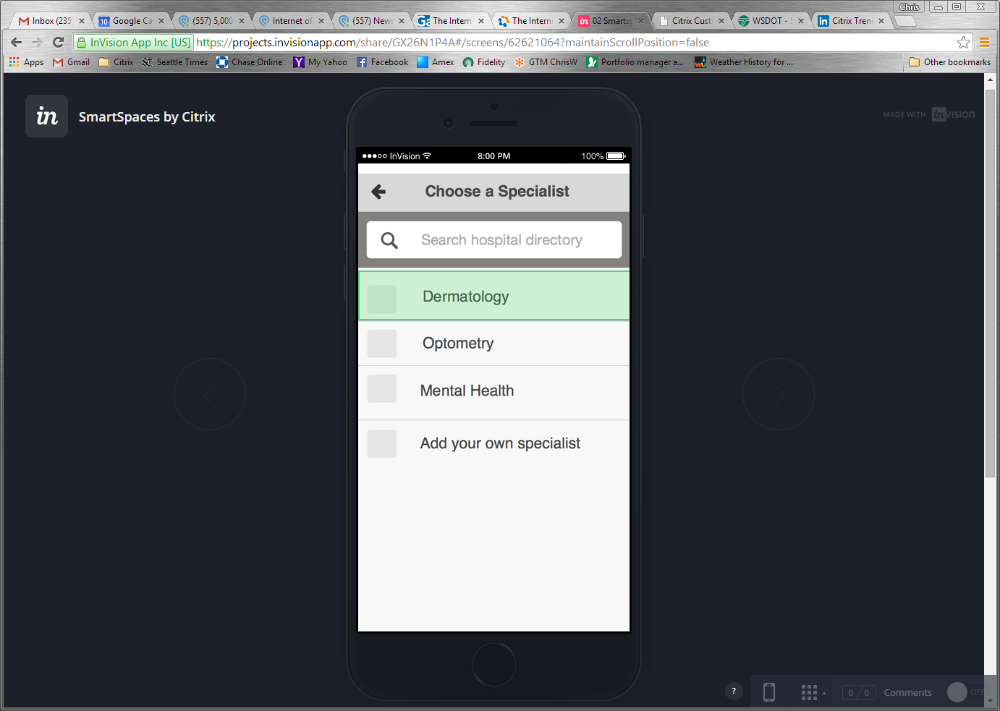 Chris
Inbox (235
Google Ca
(557) 5,000
Internet of
(557) News
The Intern
The Intern
02 Smartsp
Citrix Cust
WSDOT - S
Citrix Tren
InVision App Inc [US]
https://projects.invisionapp.com/share/GX26N1P4A#/screens/62621064?maintainScrollPosition=false
Apps
Gmail
Citrix
Seattle Times
Chase Online
My Yahoo
Facebook
Amex
Fidelity
GTM ChrisW
Portfolio manager a...
Weather History for ...
Other bookmarks
in
SmartSpaces by Citrix
MADE WITH inVISION
InVision
8:00 PM
100%
Choose a Specialist
Search hospital directory
Dermatology
Optometry
Mental Health
Add your own specialist
?
0 / 0
Comments
OFF